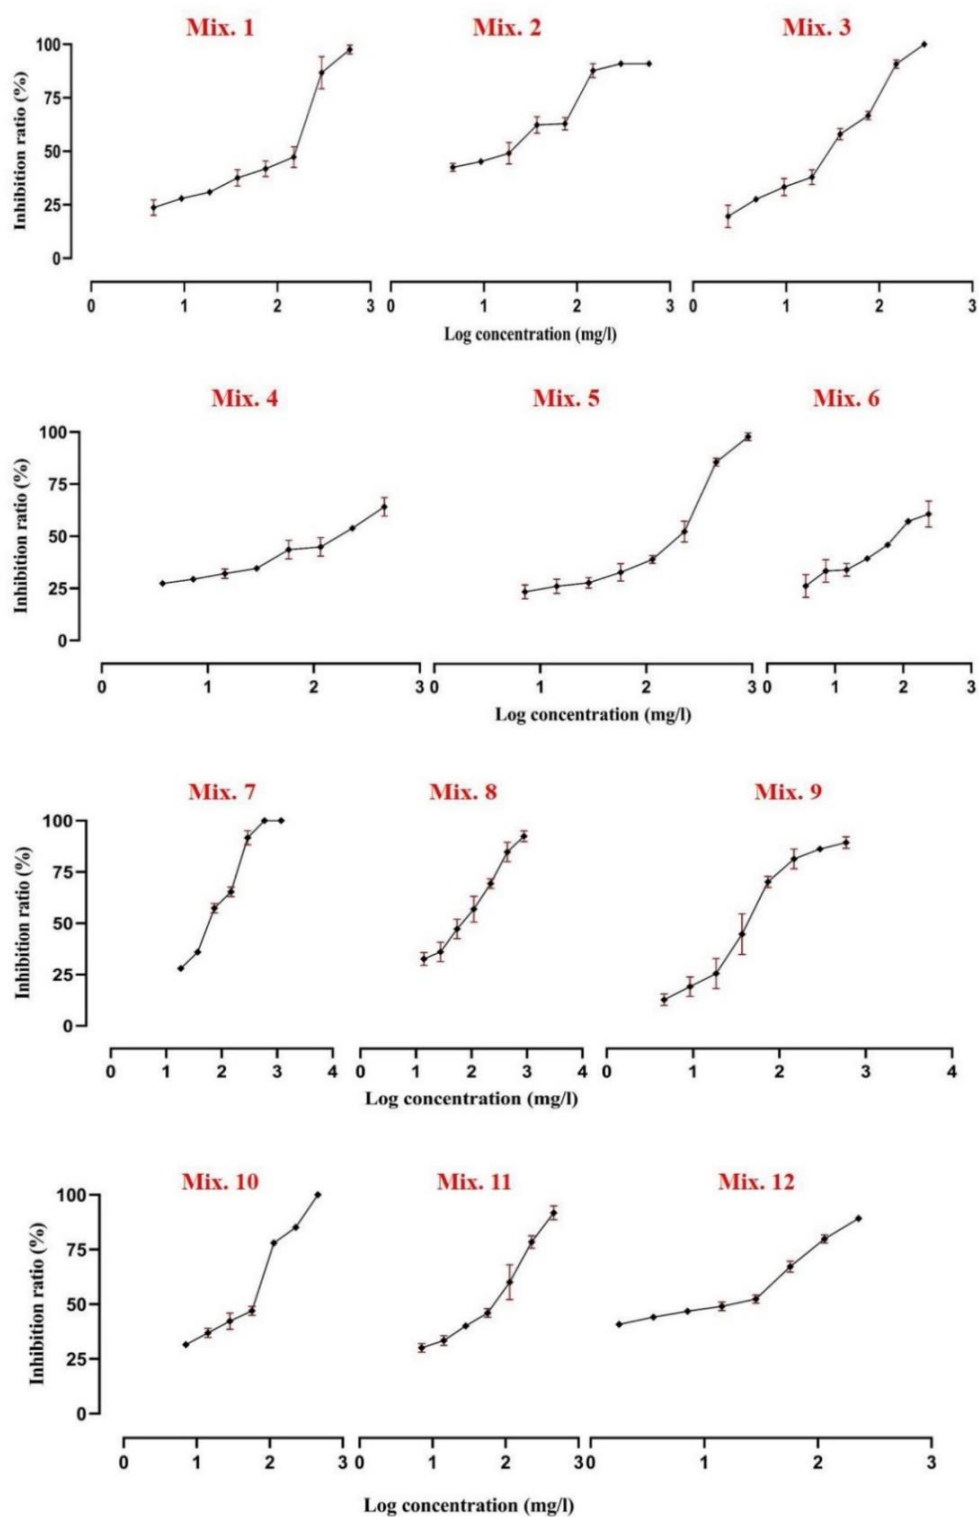 Mix. 1 Mix. 2 Mix. 3
Inhibition ratio (%)
100
75
50
25
0
0 1 2 3 0 1 2 3 0 1 2 3
Log concentration (mg/l)
Mix. 4 Mix. 5 Mix. 6
Inhibition ratio (%)
100
75
50
25
0
0 1 2 3 0 1 2 3 0 1 2 3
Log concentration (mg/l)
Mix. 7 Mix. 8 Mix. 9
Inhibition ratio (%)
100
75
50
25
0
0 1 2 3 4 0 1 2 3 4 0 1 2 3 4
Log concentration (mg/l)
Mix. 10 Mix. 11 Mix. 12
Inhibition ratio (%)
100
75
50
25
0
0 1 2 3 0 1 2 3 0 1 2 3
Log concentration (mg/l)